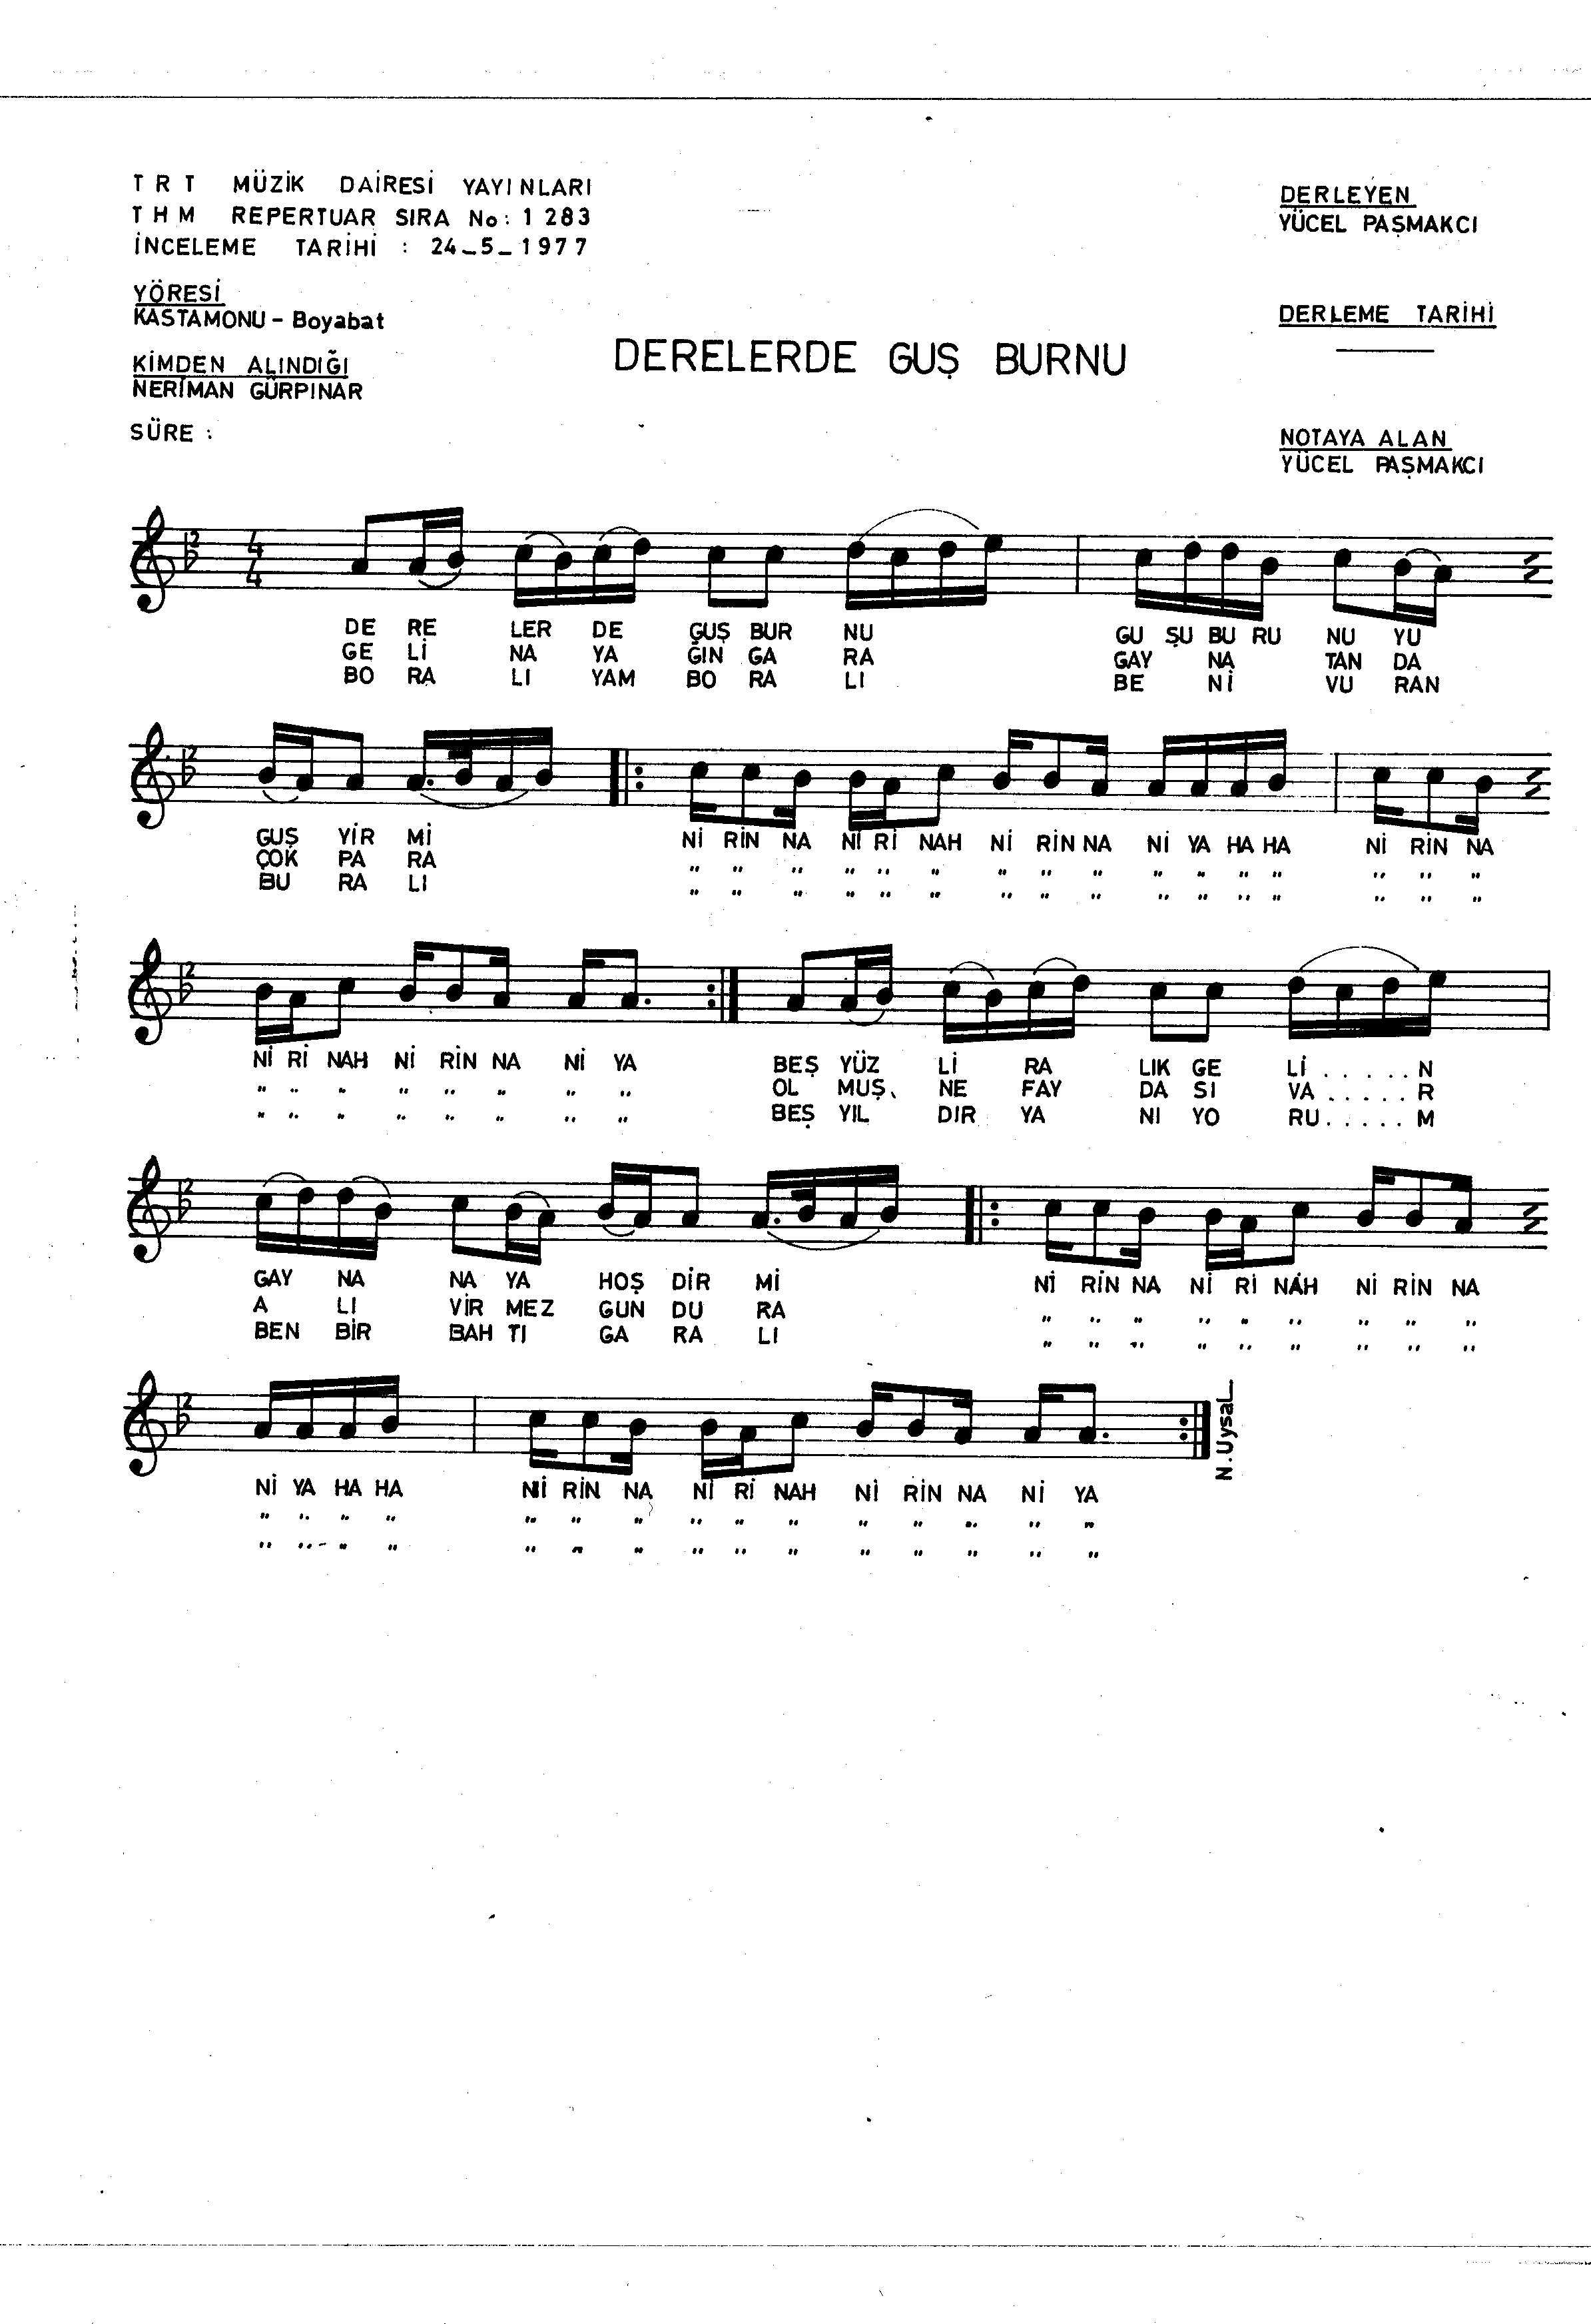 TRT MÜZİK DAİRESİ YAYINLARI
THM REPERTUAR SIRA No: 1283
İNCELEME TARİHİ : 24_5_1977
DERLEYEN
YÜCEL PAŞMAKCI
YÖRESİ
KASTAMONU - Boyabat
DERLEME TARİHİ
DERELERDE GUŞ BURNU
KİMDEN ALINDIĞI
NERİMAN GÜRPINAR
SÜRE :
NOTAYA ALAN
YÜCEL PAŞMAKCI
2
4
4
DE RE LER DE GUŞ BUR NU GU ŞU BU RU NU YU
GE Lİ NA YA GIN GA RA GAY NA TAN DA
BO RA LI YAM BO RA LI BE Nİ VU RAN
2
GUŞ YİR Mİ Nİ RİN NA Nİ Rİ NAH Nİ RİN NA Nİ YA HA HA Nİ RİN NA
ÇOK PA RA " " " " " " " " " " " " " " " "
BU RA LI " " " " " " " " " " " " " " " "
2
Nİ Rİ NAH Nİ RİN NA Nİ YA BEŞ YÜZ Lİ RA LIK GE Lİ . . . . . N
" " " " " " " " OL MUŞ NE FAY DA SI VA . . . . . R
" " " " " " " " BEŞ YIL DIR YA NI YO RU . . . . . M
2
GAY NA NA YA HOŞ DİR Mİ Nİ RİN NA Nİ Rİ NAH Nİ RİN NA
A LI VİR MEZ GUN DU RA " " " " " " " " "
BEN BİR BAH TI GA RA LI " " " " " " " " "
2
N.Uysal
Nİ YA HA HA Nİ RİN NA Nİ Rİ NAH Nİ RİN NA Nİ YA
" " " " " " " " " " " " " " "
" " " " " " " " " " " " " " "